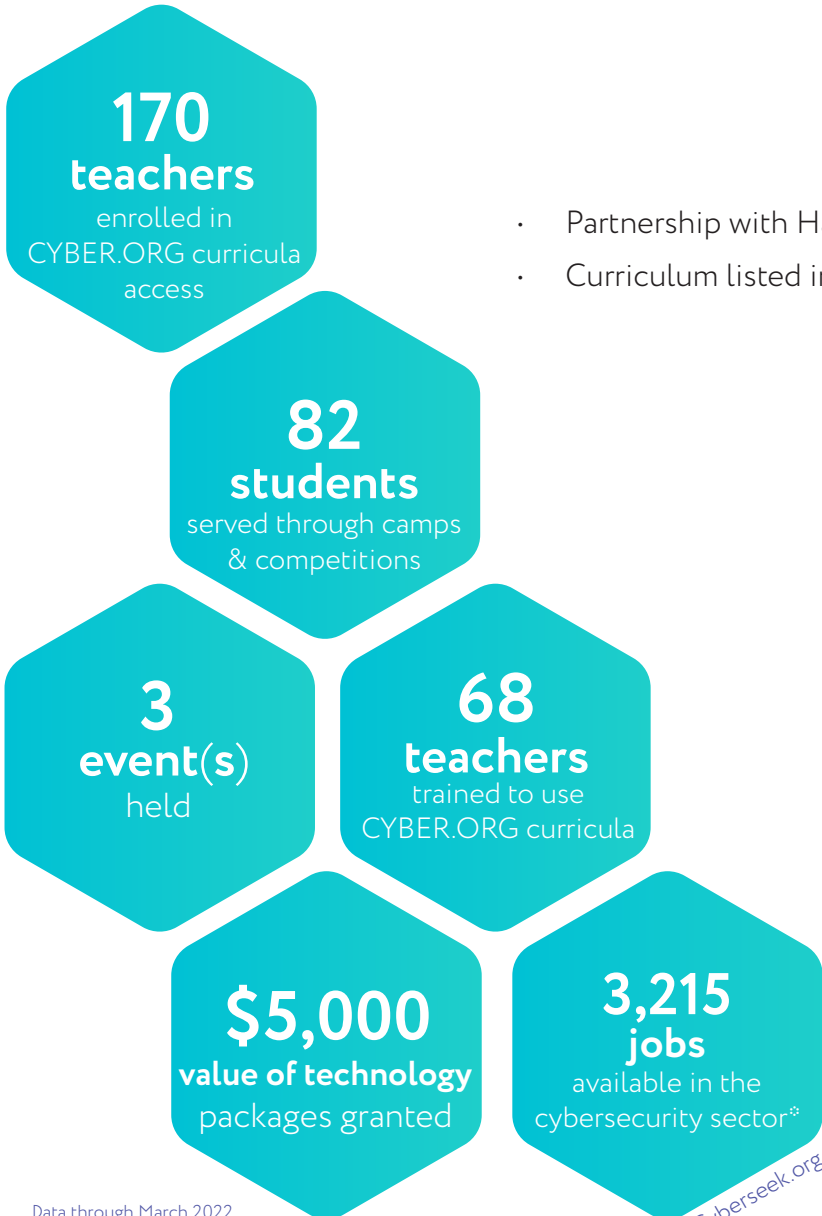 170
teachers
enrolled in
CYBER.ORG curricula
access
• Partnership with
• Curriculum listed
82
students
served through camps
& competitions
3
event(s)
held
68
teachers
trained to use
CYBER.ORG curricula
$5,000
value of technology
packages granted
3,215
jobs
available in the
cybersecurity sector*
Data through March 2022